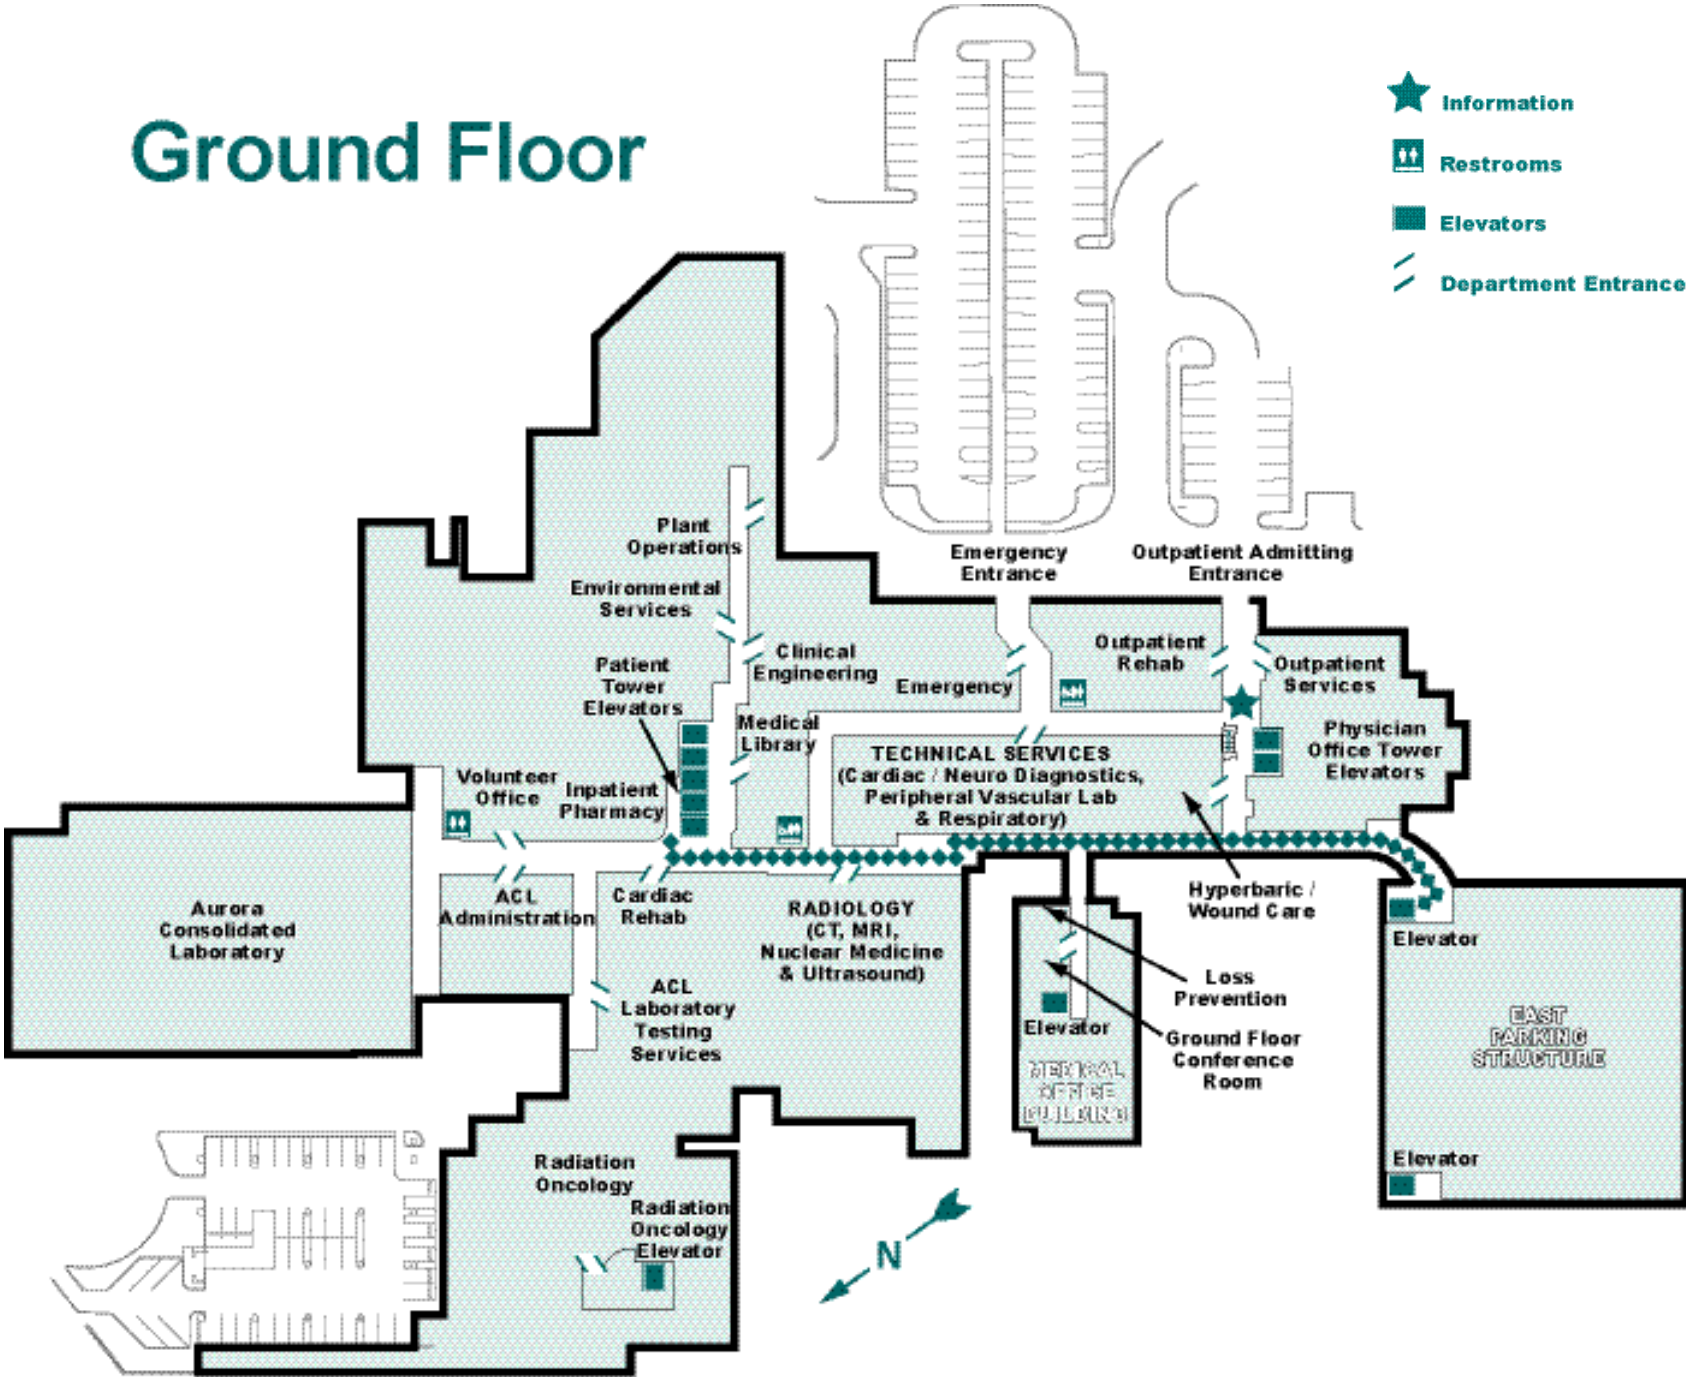 Ground Floor
Information
Restrooms
Elevators
Department Entrance
Emergency
Entrance
Outpatient Admitting
Entrance
Plant
Operations
Environmental
Services
Patient
Tower
Elevators
Clinical
Engineering
Medical
Library
Emergency
Outpatient
Rehab
Outpatient
Services
Physician
Office Tower
Elevators
TECHNICAL SERVICES
(Cardiac / Neuro Diagnostics,
Peripheral Vascular Lab
& Respiratory)
Volunteer
Office
Inpatient
Pharmacy
Aurora
Consolidated
Laboratory
ACL
Administration
Cardiac
Rehab
RADIOLOGY
(CT, MRI,
Nuclear Medicine
& Ultrasound)
ACL
Laboratory
Testing
Services
Hyperbaric /
Wound Care
Loss
Prevention
Ground Floor
Conference
Room
Elevator
MEDICAL
OFFICE
BUILDING
Elevator
EAST
PARKING
STRUCTURE
Elevator
Radiation
Oncology
Radiation
Oncology
Elevator
N